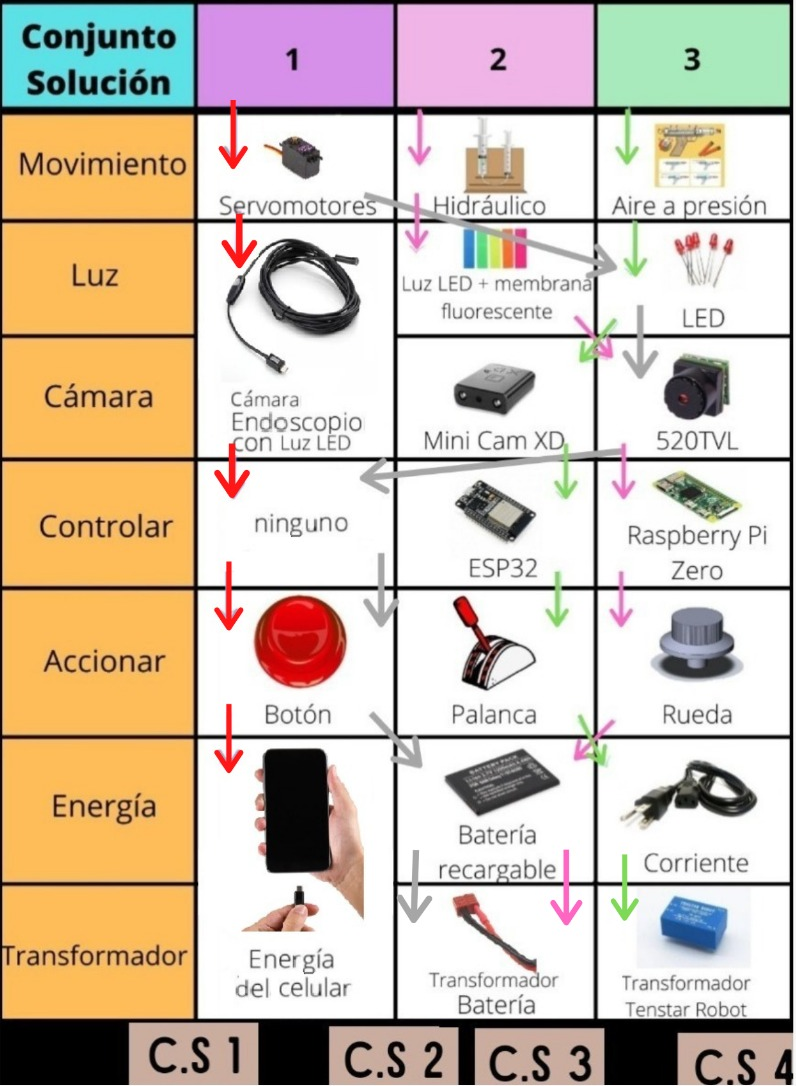 Conjunto
Solución
1
2
3
Movimiento
Servomotores
Hidráulico
Aire a presión
Luz
Luz LED + membrana
fluorescente
LED
Cámara
Cámara
Endoscopio
con Luz LED
Mini Cam XD
520TVL
Controlar
ninguno
ESP32
Raspberry Pi
Zero
Accionar
Botón
Palanca
Rueda
Energía
BATTERY PACK
Batería
recargable
Corriente
Transformador
Energía
del celular
Transformador
Batería
Transformador
Tenstar Robot
C.S 1
C.S 2
C.S 3
C.S 4